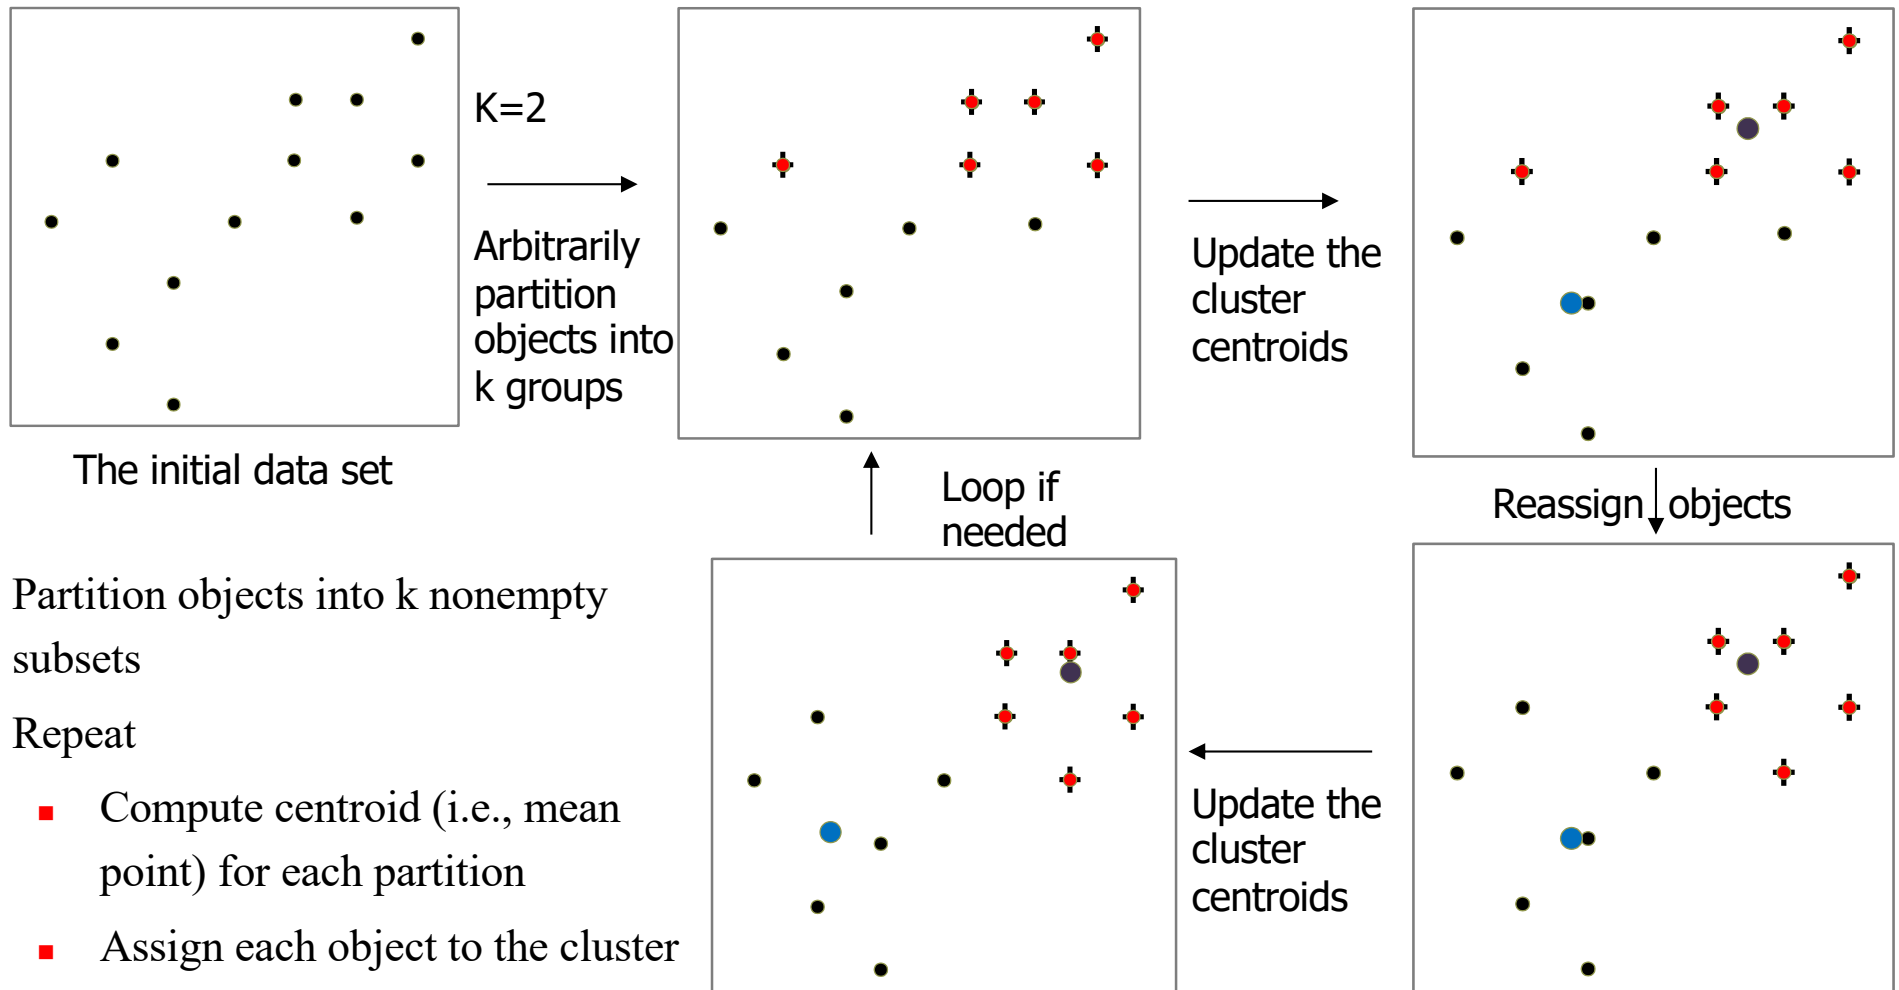 K=2
Arbitrarily
partition
objects into
k groups
Update the
cluster
centroids
The initial data set
Loop if
needed
Reassign objects
Update the
cluster
centroids
Partition objects into k nonempty
subsets
Repeat
Compute centroid (i.e., mean
point) for each partition
Assign each object to the cluster